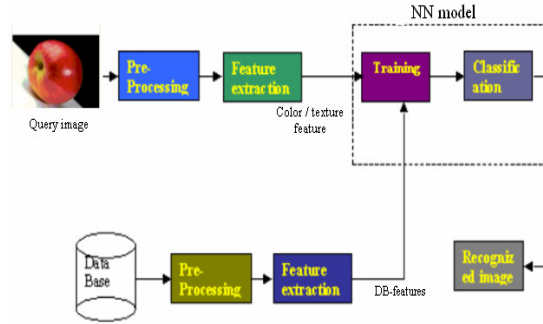 NN model
Pre-
Processing
Feature
extraction
Training
Classific
ation
Query image
Color / texture
feature
Data
Base
Pre-
Processing
Feature
extraction
DB-features
Recogniz
ed image